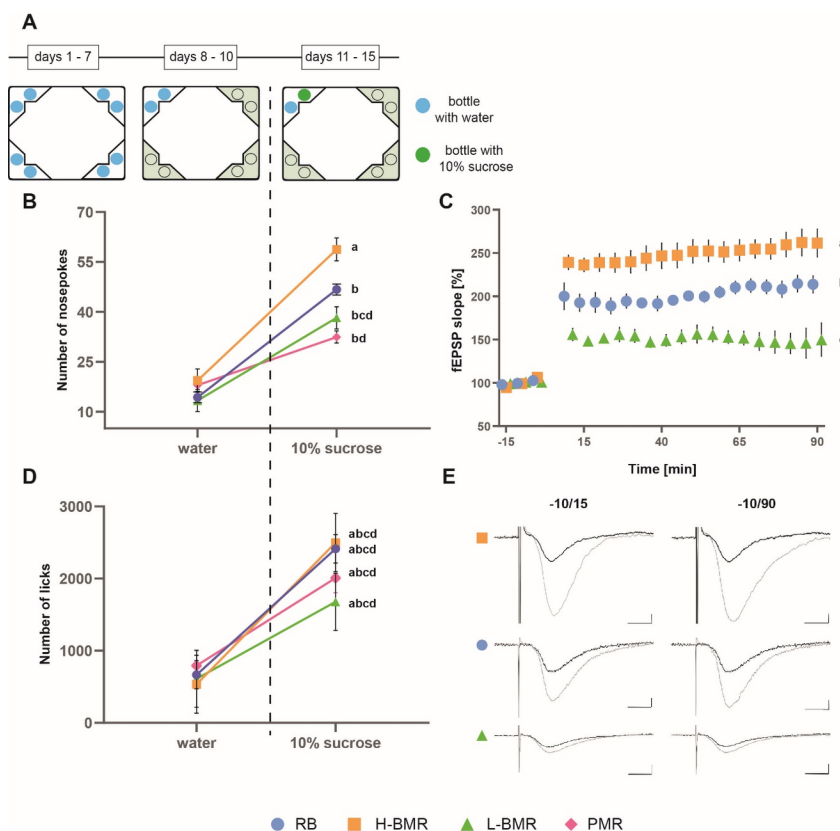 A
days 1 - 7
days 8 - 10
days 11 - 15
bottle
with water
bottle with
10% sucrose
B
70
55
40
25
10
Number of nosepokes
a
b
bcd
bd
water
10% sucrose
C
300
250
200
150
100
50
fEPSP slope [%]
-15
15
40
65
90
Time [min]
D
3000
2000
1000
0
Number of licks
abcd
abcd
abcd
abcd
water
10% sucrose
E
-10/15
-10/90
RB
H-BMR
L-BMR
PMR